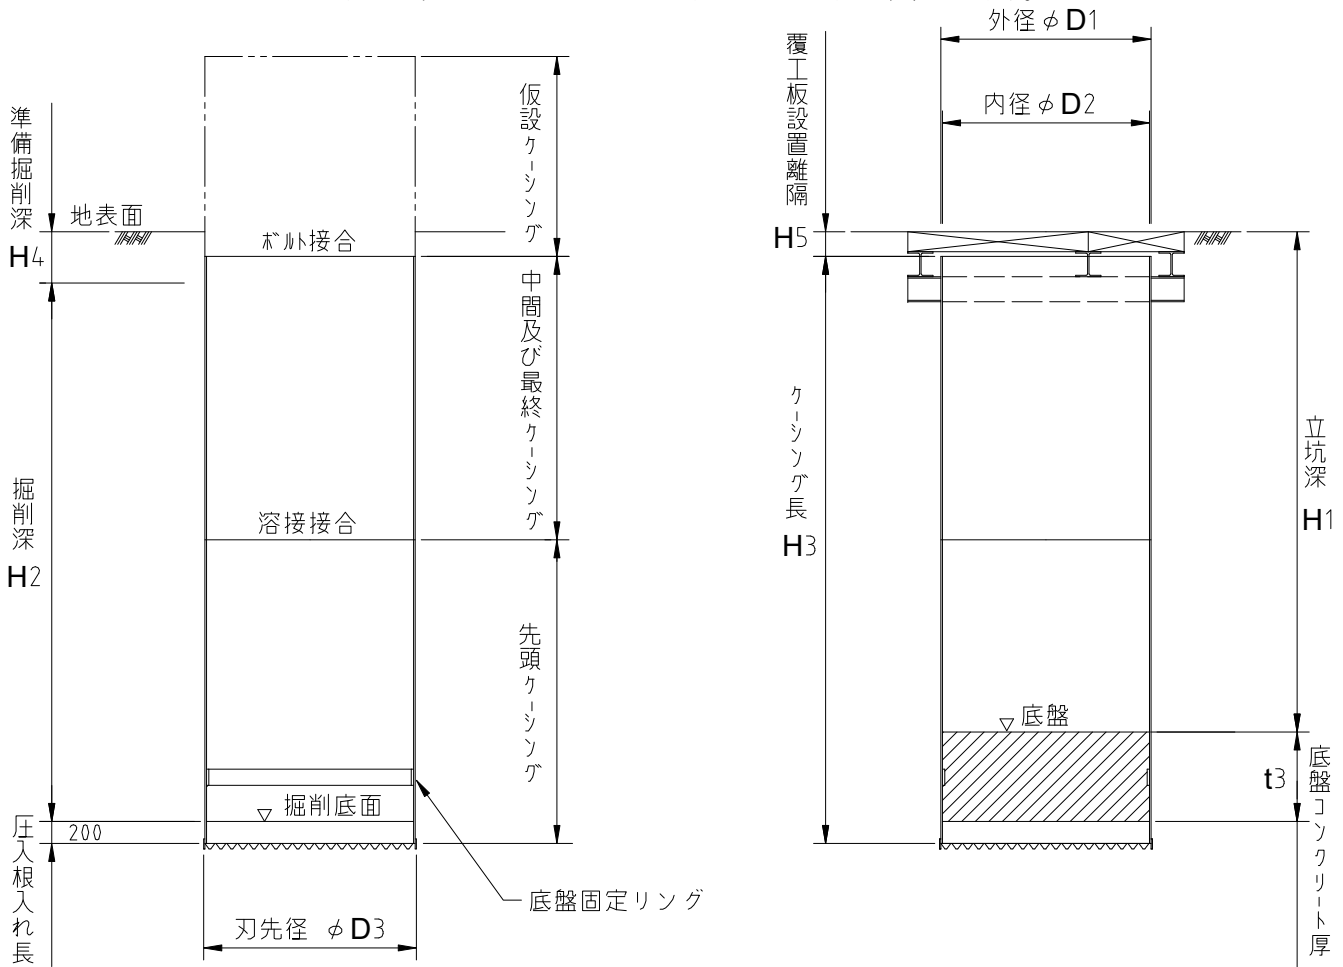 外径φD1
内径φD2
覆工板設置離隔
H5
準備掘削深
H4
地表面
ボルト接合
仮設ケーシング
中間及び最終ケーシング
溶接接合
先頭ケーシング
掘削深
H2
掘削底面
圧入根入れ長
200
底盤固定リング
刃先径 φD3
ケーシング長
H3
立坑深
H1
底盤
t3
底盤コンクリート厚